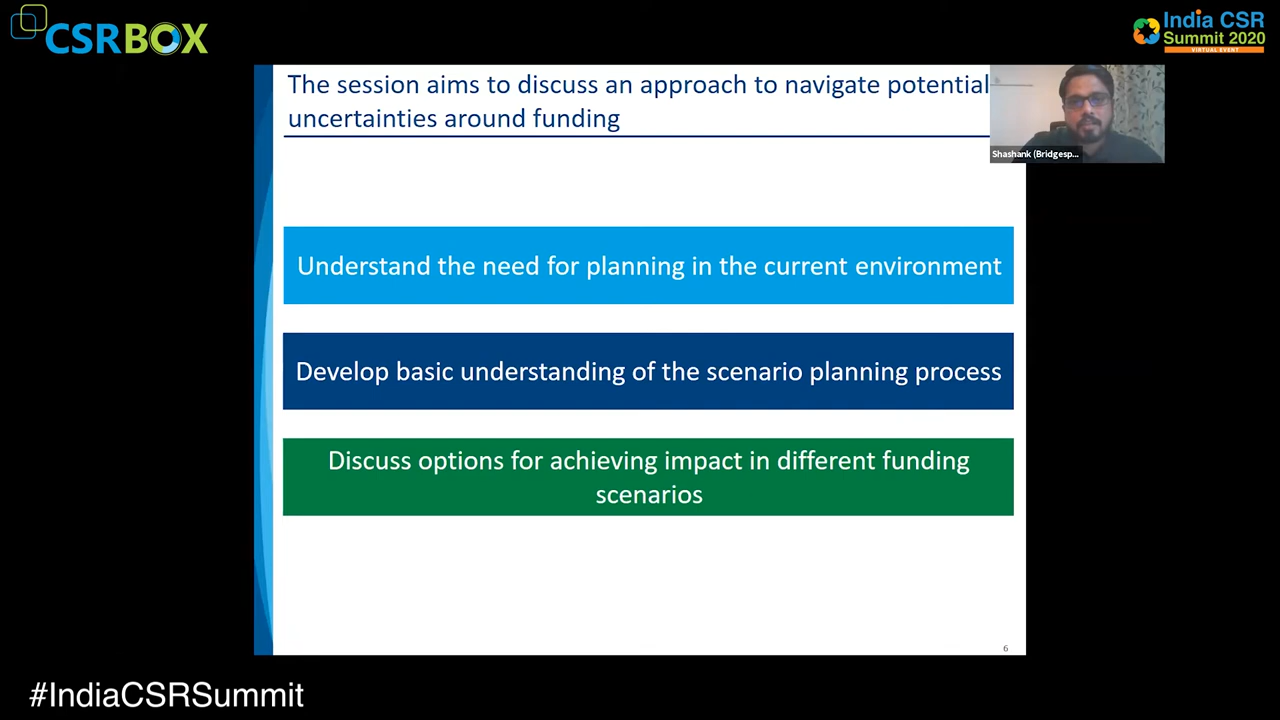 CSRBOX
India CSR
Summit 2020
VIRTUAL EVENT
The session aims to discuss an approach to navigate potential
uncertainties around funding
Shashank (Bridgesp...
Understand the need for planning in the current environment
Develop basic understanding of the scenario planning process
Discuss options for achieving impact in different funding
scenarios
6
#IndiaCSRSummit